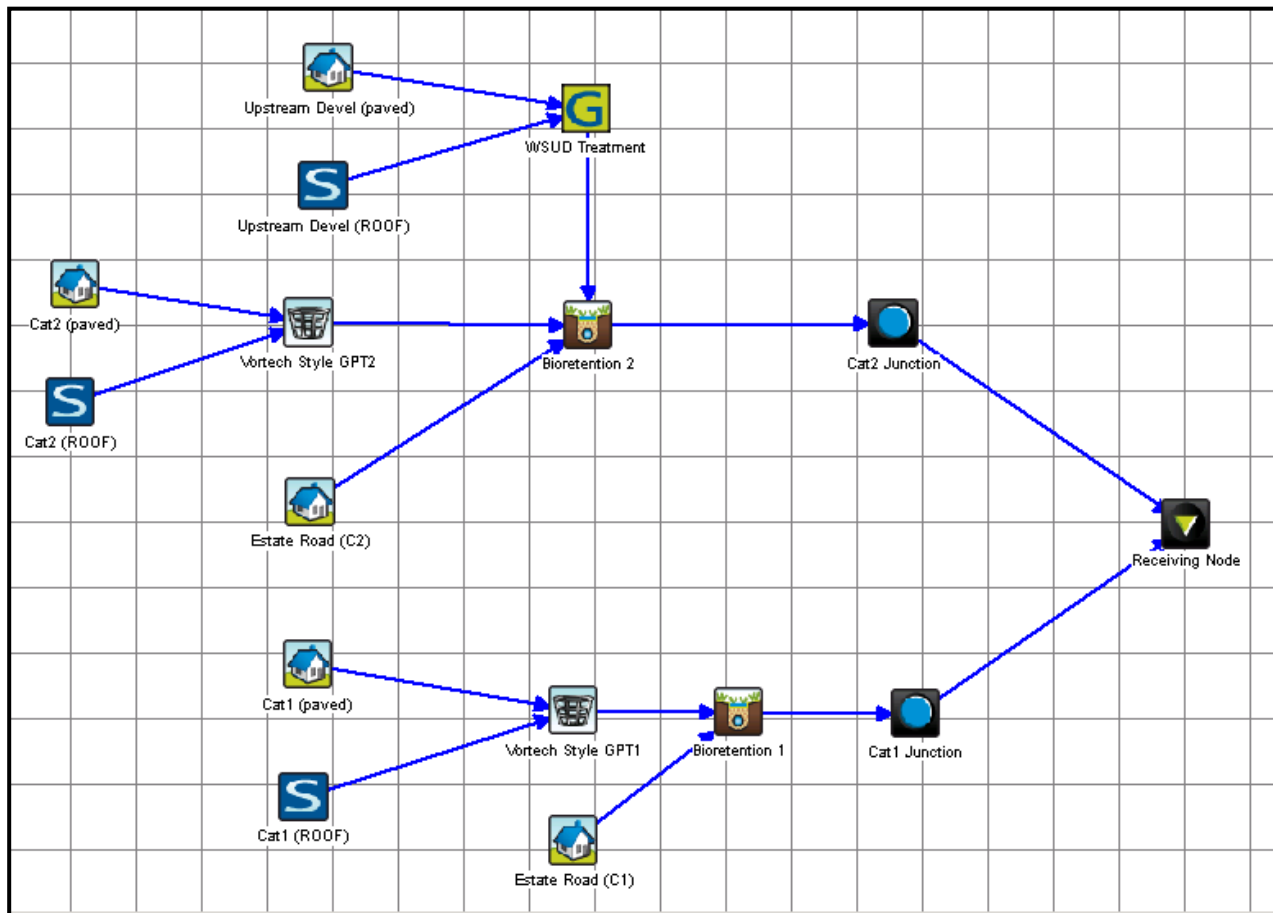 Upstream Devel (paved)
G
WSUD Treatment
S
Upstream Devel (ROOF)
Cat2 (paved)
Vortech Style GPT2
Bioretention 2
Cat2 Junction
S
Cat2 (ROOF)
Estate Road (C2)
Receiving Node
Cat1 (paved)
Vortech Style GPT1
Bioretention 1
Cat1 Junction
S
Cat1 (ROOF)
Estate Road (C1)